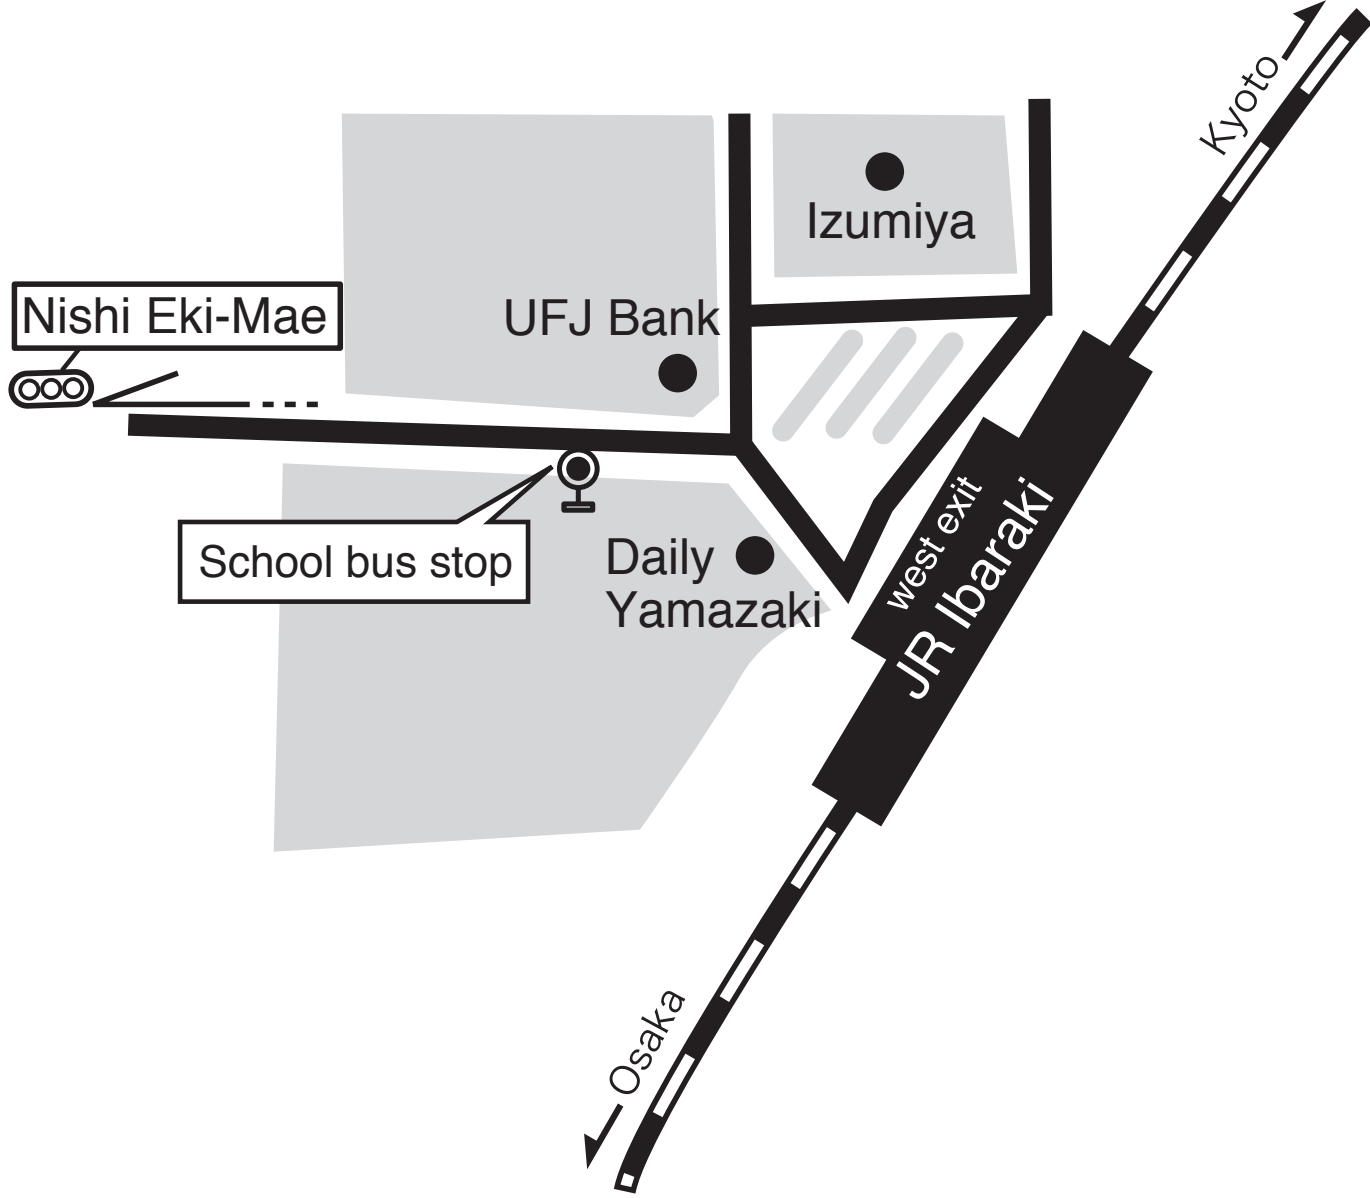 Kyoto
Izumiya
Nishi Eki-Mae
UFJ Bank
School bus stop
Daily
Yamazaki
west exit
JR Ibaraki
Osaka